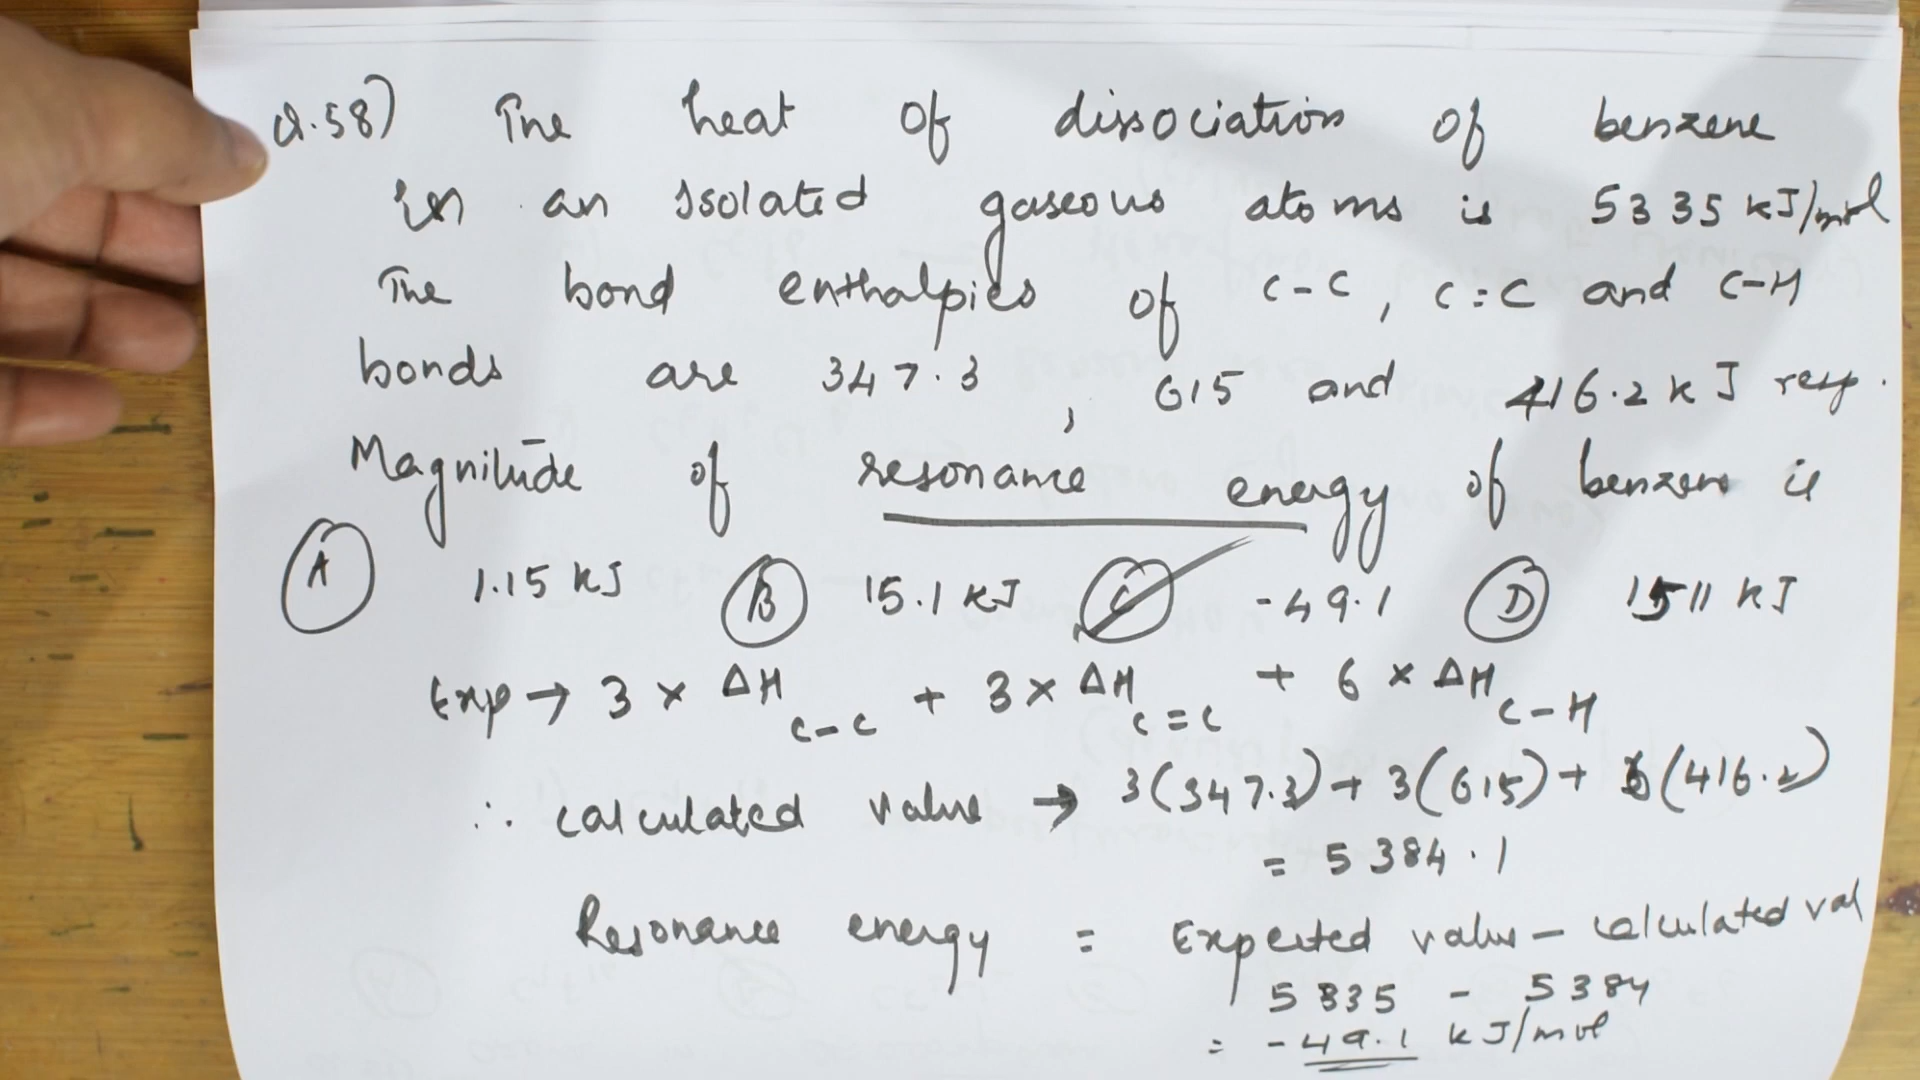 Q.58) The heat of dissociation of benzene
in an isolated gaseous atoms is 5335 kJ/mol
The bond enthalpies of C-C, C=C and C-H
bonds are 347.3, 615 and 416.2 kJ resp.
Magnitude of resonance energy of benzene is
A 1.15 kJ B 15.1 kJ C -49.1 D 1511 kJ
Exp → 3 × ΔH C-C + 3 × ΔH C=C + 6 × ΔH C-H
∴ calculated value → 3(347.3) + 3(615) + 6(416.2)
= 5384.1
Resonance energy = Expected value - calculated val
5335 - 5384
= -49.1 kJ/mol